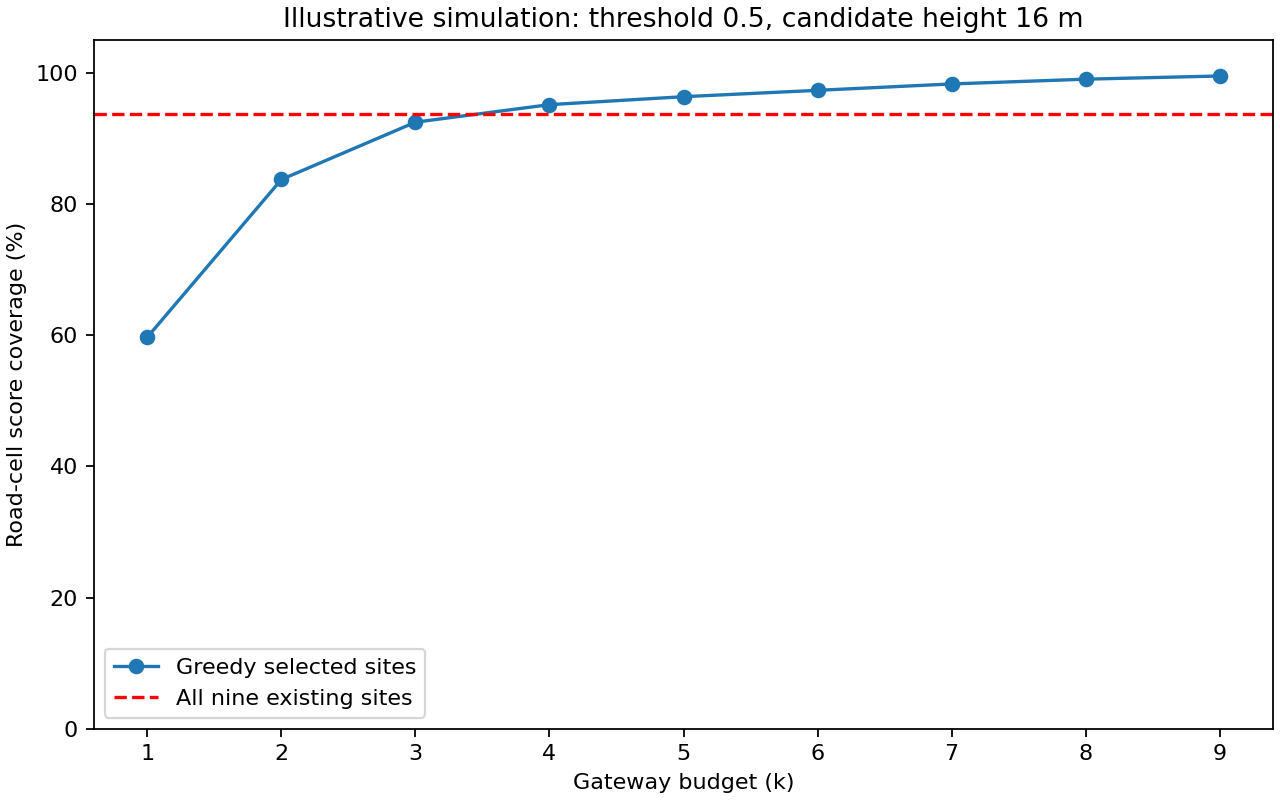 Illustrative simulation: threshold 0.5, candidate height 16 m
Road-cell score coverage (%)
100
80
60
40
20
0
Greedy selected sites
All nine existing sites
1 2 3 4 5 6 7 8 9
Gateway budget (k)